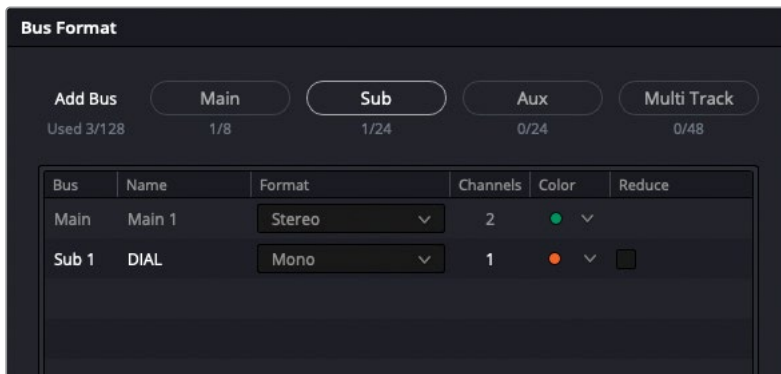 Bus Format
Add Bus Main Sub Aux Multi Track
Used 3/128 1/8 1/24 0/24 0/48
Bus Name Format Channels Color Reduce
Main Main 1 Stereo 2
Sub 1 DIAL Mono 1